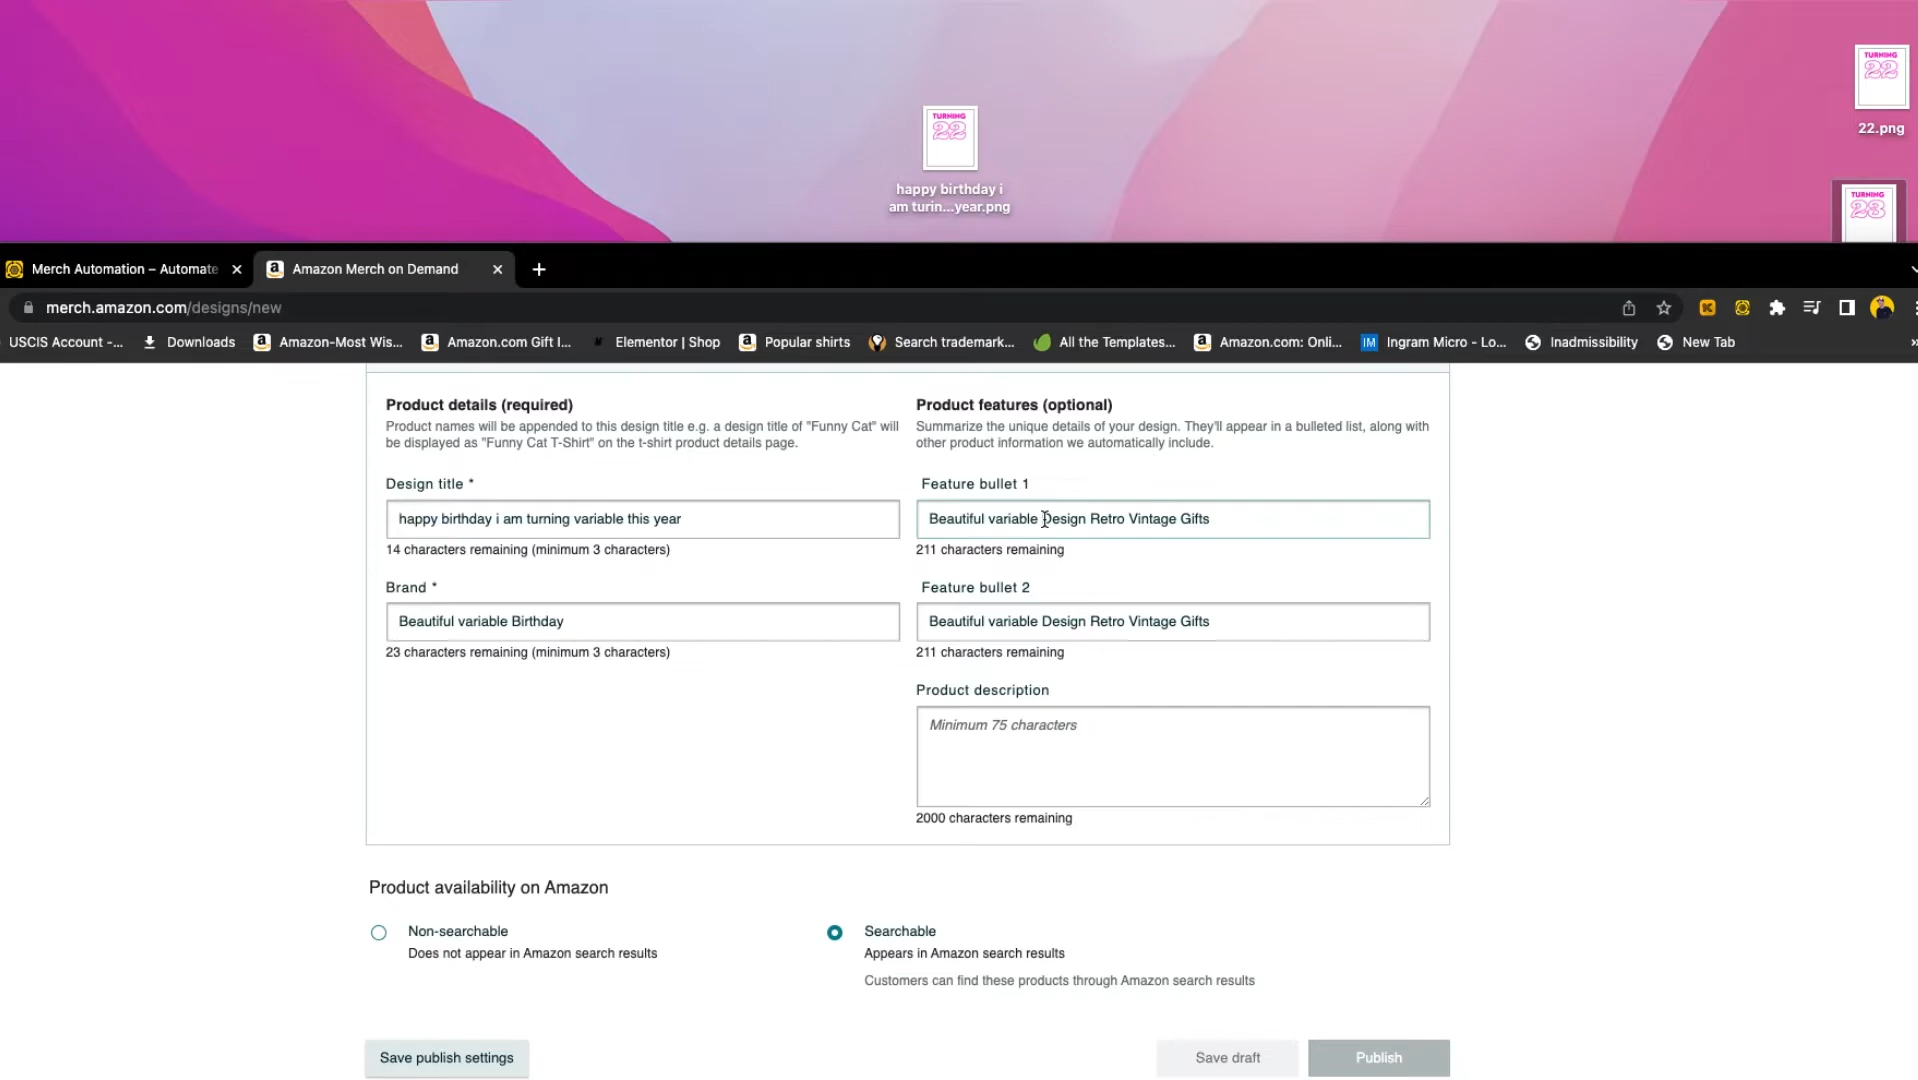 TURNING
22
22.png
TURNING
22
happy birthday i
am turin...year.png
TURNING
23
Merch Automation – Automate
Amazon Merch on Demand
merch.amazon.com/designs/new
USCIS Account -...
Downloads
Amazon-Most Wis...
Amazon.com Gift I...
Elementor | Shop
Popular shirts
Search trademark...
All the Templates...
Amazon.com: Onli...
IM
Ingram Micro - Lo...
Inadmissibility
New Tab
Product details (required)
Product names will be appended to this design title e.g. a design title of "Funny Cat" will
be displayed as "Funny Cat T-Shirt" on the t-shirt product details page.
Design title *
happy birthday i am turning variable this year
14 characters remaining (minimum 3 characters)
Brand *
Beautiful variable Birthday
23 characters remaining (minimum 3 characters)
Product features (optional)
Summarize the unique details of your design. They'll appear in a bulleted list, along with
other product information we automatically include.
Feature bullet 1
Beautiful variable Design Retro Vintage Gifts
211 characters remaining
Feature bullet 2
Beautiful variable Design Retro Vintage Gifts
211 characters remaining
Product description
Minimum 75 characters
2000 characters remaining
Product availability on Amazon
Non-searchable
Does not appear in Amazon search results
Searchable
Appears in Amazon search results
Customers can find these products through Amazon search results
Save publish settings
Save draft
Publish